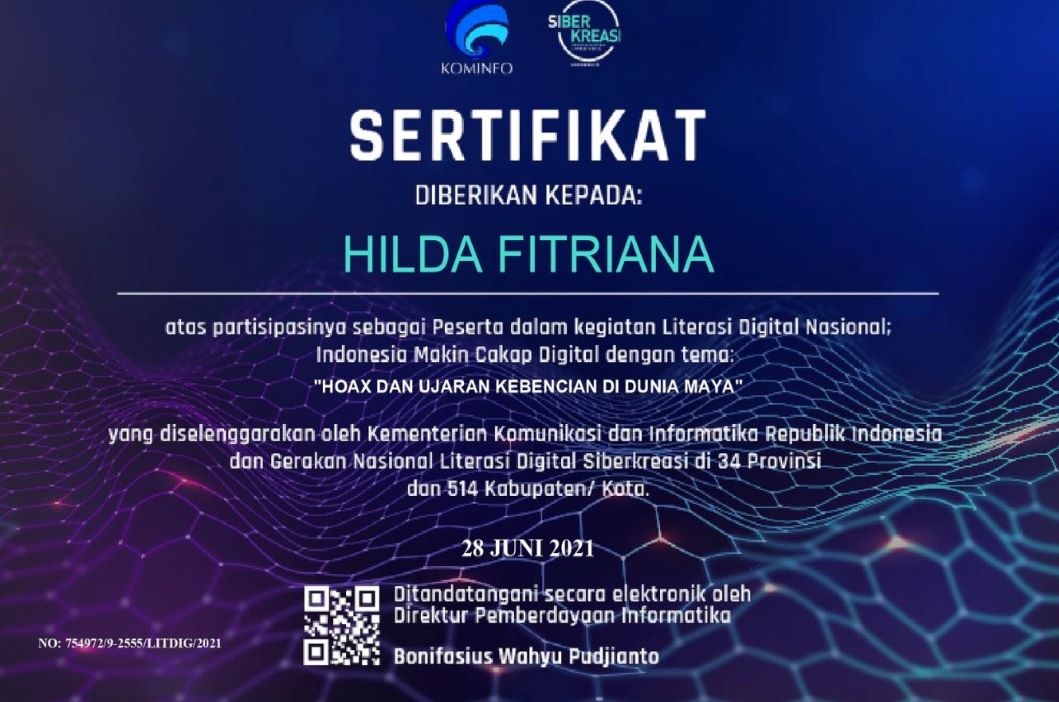 KOMINFO
SIBER
KREASI
SERTIFIKAT
DIBERIKAN KEPADA:
HILDA FITRIANA
atas partisipasinya sebagai Peserta dalam kegiatan Literasi Digital Nasional;
Indonesia Makin Cakap Digital dengan tema:
"HOAX DAN UJARAN KEBENCIAN DI DUNIA MAYA"
yang diselenggarakan oleh Kementerian Komunikasi dan Informatika Republik Indonesia
dan Gerakan Nasional Literasi Digital Siberkreasi di 34 Provinsi
dan 514 Kabupaten/ Kota.
28 JUNI 2021
Ditandatangani secara elektronik oleh
Direktur Pemberdayaan Informatika
NO: 754972/9-2555/LITDIG/2021
Bonifasius Wahyu Pudjianto